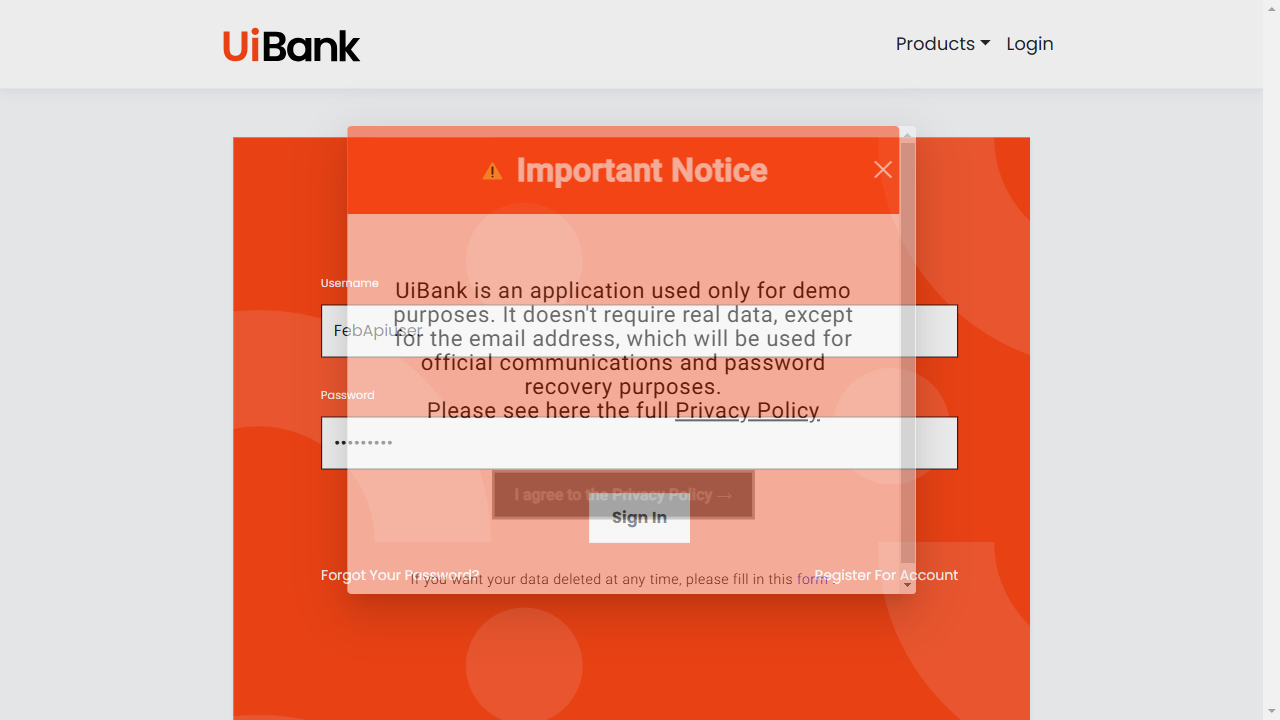 UiBank
Products Login
Important Notice
Username
UiBank is an application used only for demo
purposes. It doesn't require real data, except
FebApiuser
for the email address, which will be used for
official communications and password
recovery purposes.
Password
Please see here the full Privacy Policy
•••••••••
I agree to the Privacy Policy →
Sign In
Forgot Your Password?
Register For Account
If you want your data deleted at any time, please fill in this form